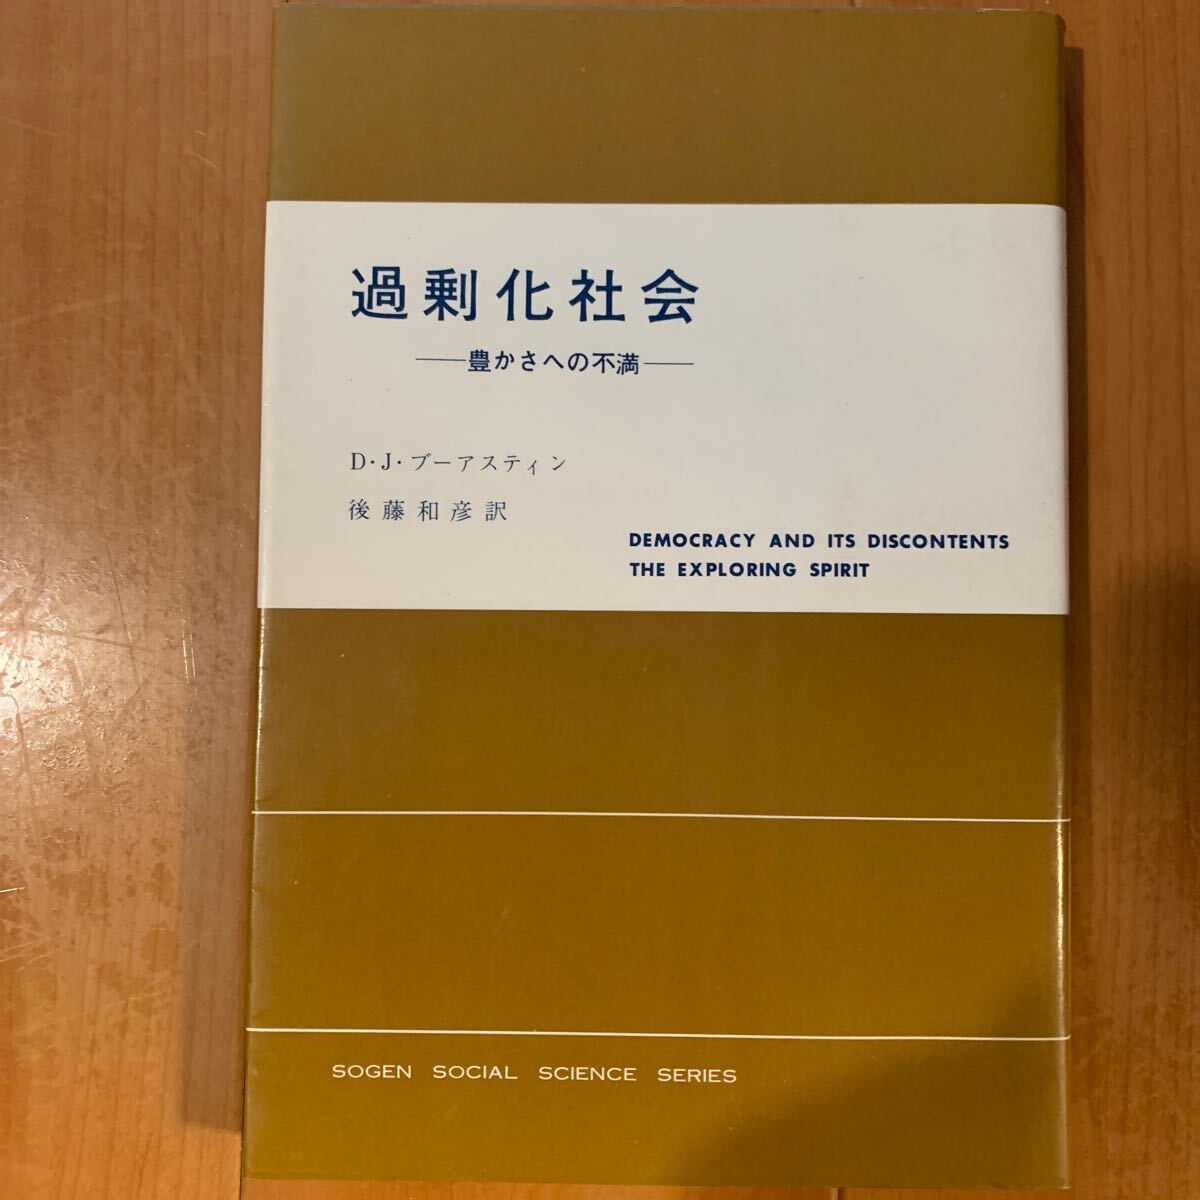 過剰化社会
——豊かさへの不満——
D・J・ブーアスティン
後藤和彦訳
DEMOCRACY AND ITS DISCONTENTS
THE EXPLORING SPIRIT
SOGEN SOCIAL SCIENCE SERIES